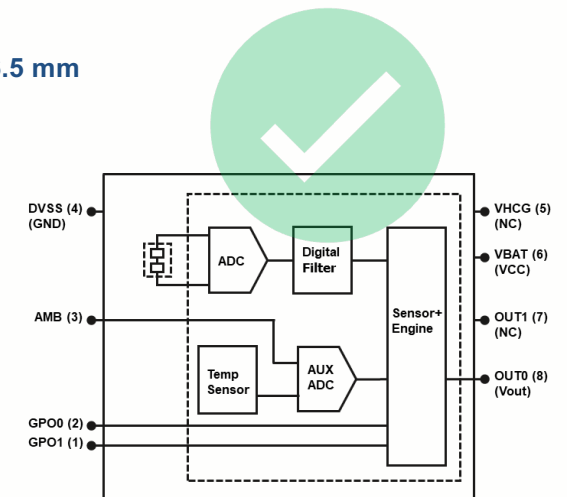 .5 mm
DVSS (4)
(GND)
AMB (3)
GPO0 (2)
GPO1 (1)
ADC
Digital
Filter
Temp
Sensor
AUX
ADC
Sensor+
Engine
VHCG (5)
(NC)
VBAT (6)
(VCC)
OUT1 (7)
(NC)
OUT0 (8)
(Vout)